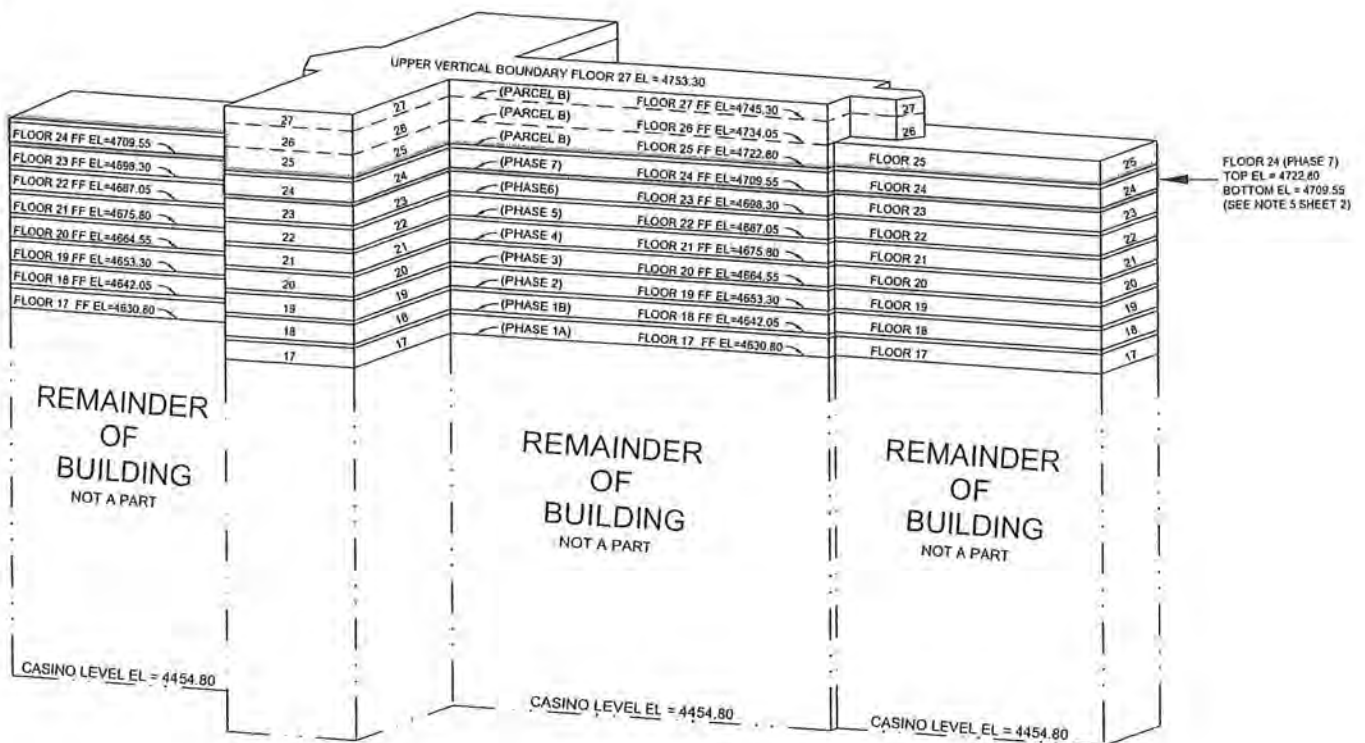 UPPER VERTICAL BOUNDARY FLOOR 27 EL = 4753.30
FLOOR 24 FF EL=4709.55
FLOOR 23 FF EL=4698.30
FLOOR 22 FF EL=4687.05
FLOOR 21 FF EL=4675.80
FLOOR 20 FF EL=4664.55
FLOOR 19 FF EL=4653.30
FLOOR 18 FF EL=4642.05
FLOOR 17 FF EL=4630.80
REMAINDER
OF
BUILDING
NOT A PART
CASINO LEVEL EL = 4454.80
27
26
25
24
23
22
21
20
19
18
17
27
26
25
24
23
22
21
20
19
18
17
(PARCEL B) FLOOR 27 FF EL=4745.30
(PARCEL B) FLOOR 26 FF EL=4734.05
(PARCEL B) FLOOR 25 FF EL=4722.80
(PHASE 7) FLOOR 24 FF EL=4709.55
(PHASE6) FLOOR 23 FF EL=4698.30
(PHASE 5) FLOOR 22 FF EL=4687.05
(PHASE 4) FLOOR 21 FF EL=4675.80
(PHASE 3) FLOOR 20 FF EL=4664.55
(PHASE 2) FLOOR 19 FF EL=4653.30
(PHASE 1B) FLOOR 18 FF EL=4642.05
(PHASE 1A) FLOOR 17 FF EL=4630.80
REMAINDER
OF
BUILDING
NOT A PART
CASINO LEVEL EL = 4454.80
27
26
FLOOR 25
FLOOR 24
FLOOR 23
FLOOR 22
FLOOR 21
FLOOR 20
FLOOR 19
FLOOR 18
FLOOR 17
25
24
23
22
21
20
19
18
17
REMAINDER
OF
BUILDING
NOT A PART
CASINO LEVEL EL = 4454.80
FLOOR 24 (PHASE 7)
TOP EL = 4722.80
BOTTOM EL = 4709.55
(SEE NOTE 5 SHEET 2)